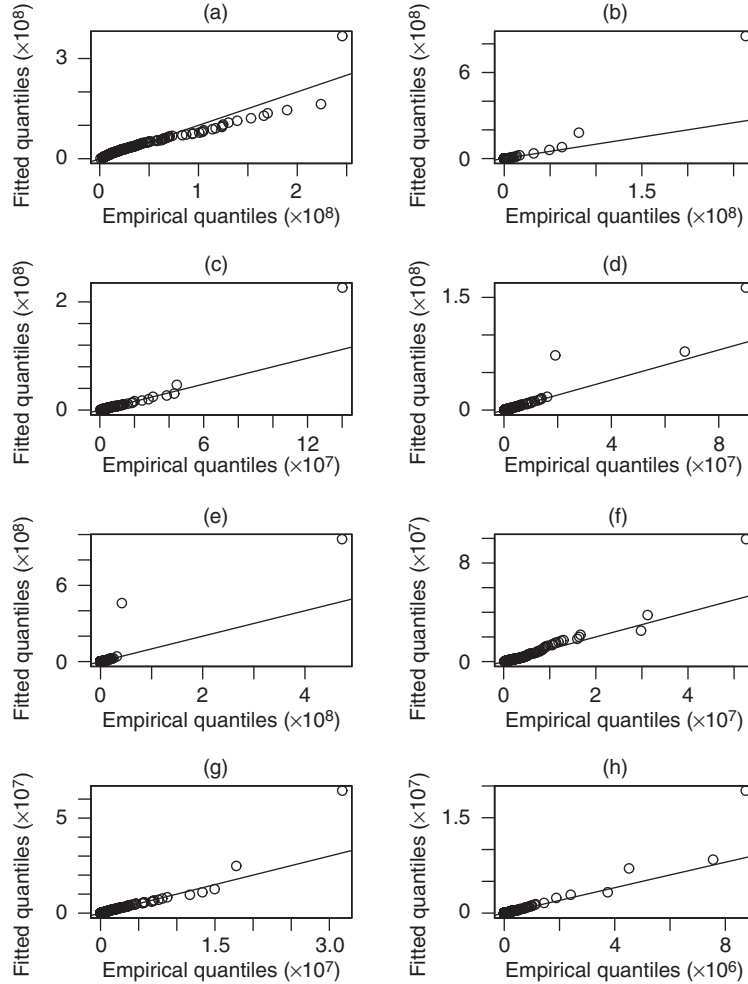 (a)
Fitted quantiles (×10⁸)
3
0
0 1 2
Empirical quantiles (×10⁸)
(b)
Fitted quantiles (×10⁸)
6
0
0 1.5
Empirical quantiles (×10⁸)
(c)
Fitted quantiles (×10⁸)
2
0
0 6 12
Empirical quantiles (×10⁷)
(d)
Fitted quantiles (×10⁸)
1.5
0
0 4 8
Empirical quantiles (×10⁷)
(e)
Fitted quantiles (×10⁸)
6
0
0 2 4
Empirical quantiles (×10⁸)
(f)
Fitted quantiles (×10⁷)
8
0
0 2 4
Empirical quantiles (×10⁷)
(g)
Fitted quantiles (×10⁷)
5
0
0 1.5 3.0
Empirical quantiles (×10⁷)
(h)
Fitted quantiles (×10⁷)
1.5
0
0 4 8
Empirical quantiles (×10⁶)